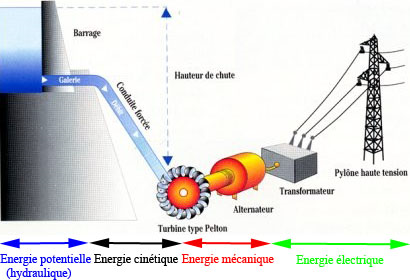 Barrage
Hauteur de chute
Galerie
Conduite forcée
Débit
Pylône haute tension
Transformateur
Alternateur
Turbine type Pelton
Energie potentielle
(hydraulique)
Energie cinétique
Energie mécanique
Energie électrique